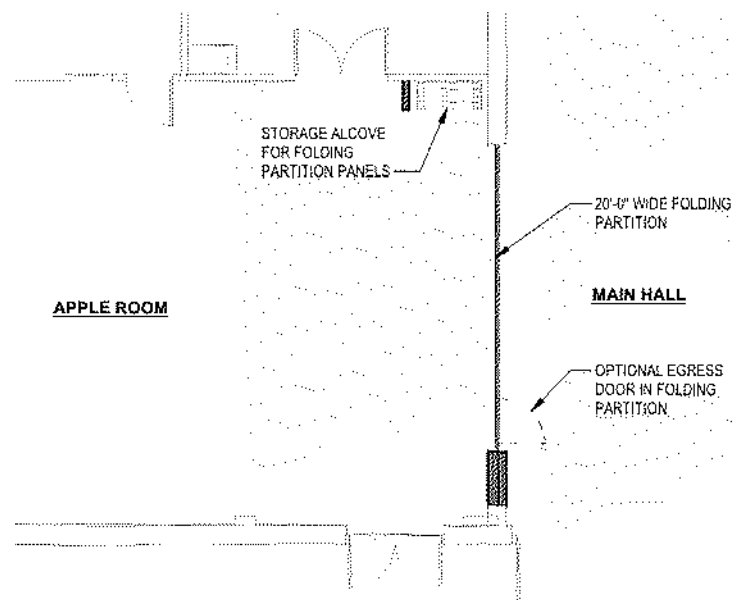 STORAGE ALCOVE
FOR FOLDING
PARTITION PANELS
20'-0" WIDE FOLDING
PARTITION
APPLE ROOM
MAIN HALL
OPTIONAL EGRESS
DOOR IN FOLDING
PARTITION